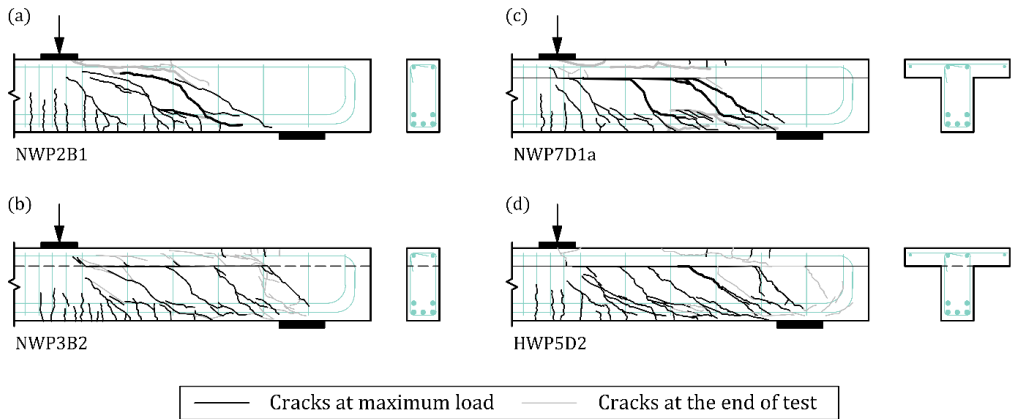 (a)
NWP2B1
(c)
NWP7D1a
(b)
NWP3B2
(d)
HWP5D2
Cracks at maximum load
Cracks at the end of test